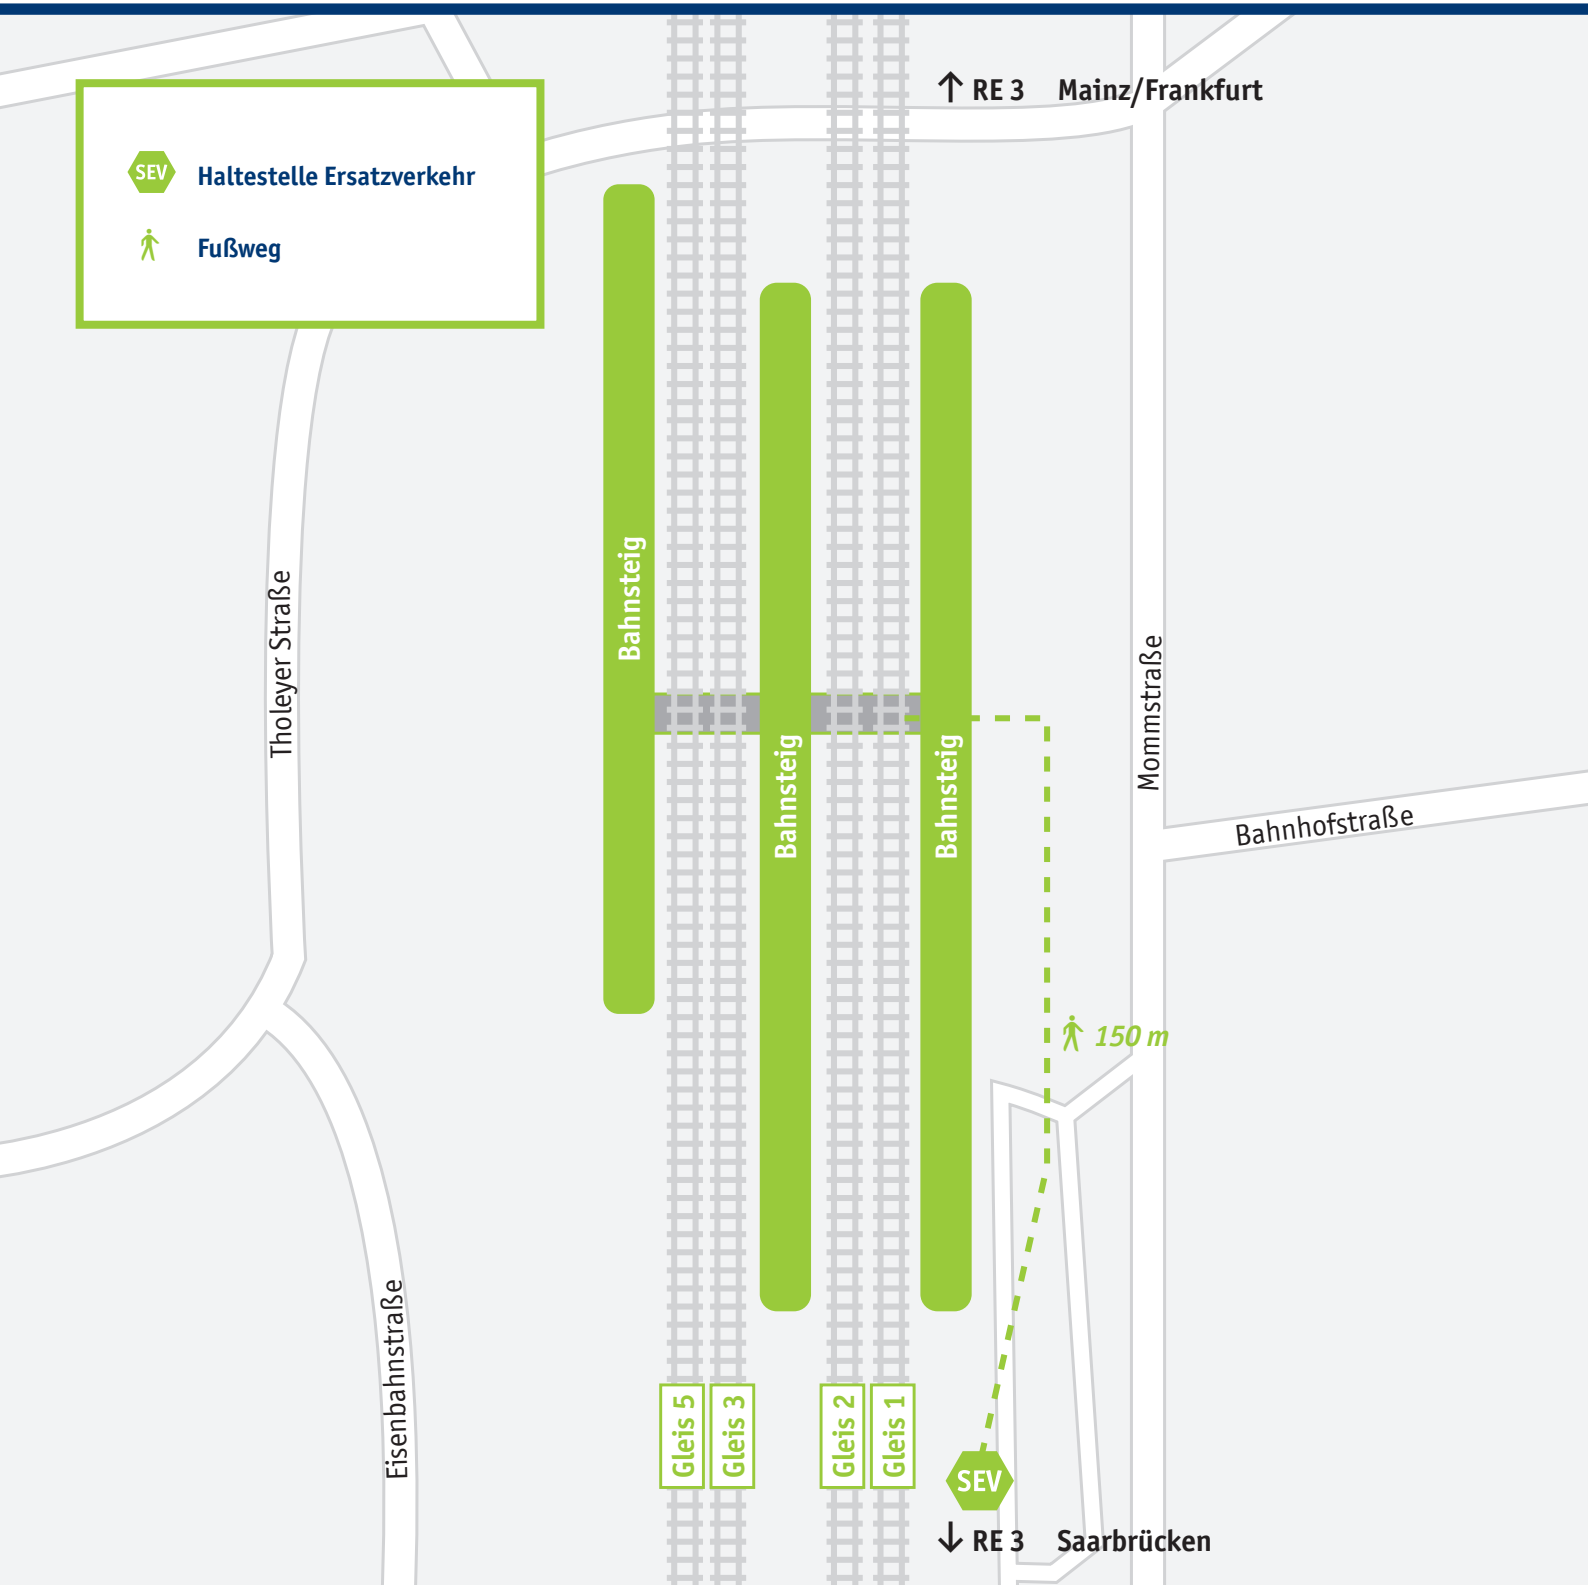 ↑ RE 3 Mainz/Frankfurt
SEV Haltestelle Ersatzverkehr
Fußweg
Bahnsteig
Tholeyer Straße
Mommstraße
Bahnsteig
Bahnsteig
Bahnhofstraße
150 m
Eisenbahnstraße
Gleis 5
Gleis 3
Gleis 2
Gleis 1
SEV
↓ RE 3 Saarbrücken